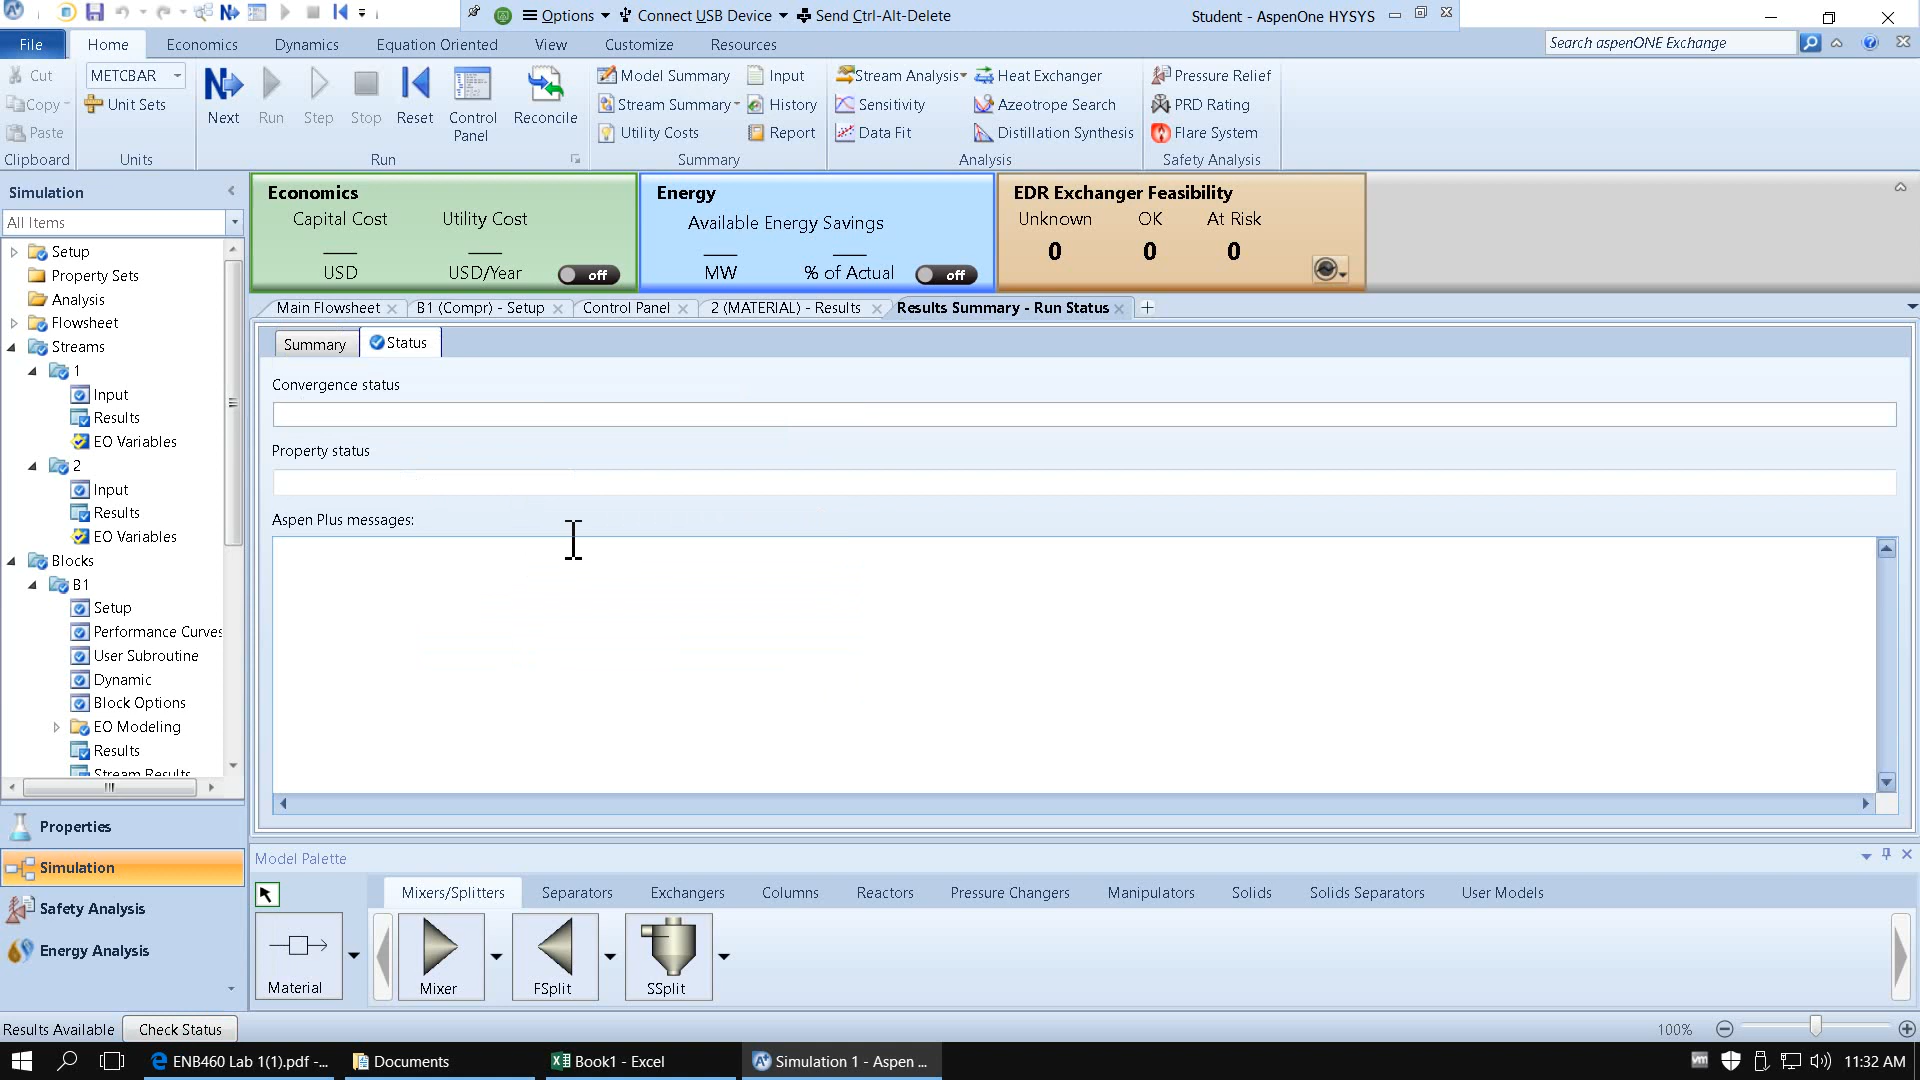 Options
Connect USB Device
Send Ctrl-Alt-Delete
Student - AspenOne HYSYS
File
Home
Economics
Dynamics
Equation Oriented
View
Customize
Resources
Search aspenONE Exchange
Cut
Copy
Paste
Clipboard
METCBAR
Unit Sets
Units
Next
Run
Step
Stop
Reset
Control Panel
Reconcile
Run
Model Summary
Stream Summary
Utility Costs
Input
History
Report
Summary
Stream Analysis
Sensitivity
Data Fit
Heat Exchanger
Azeotrope Search
Distillation Synthesis
Analysis
Pressure Relief
PRD Rating
Flare System
Safety Analysis
Simulation
All Items
Setup
Property Sets
Analysis
Flowsheet
Streams
1
Input
Results
EO Variables
2
Input
Results
EO Variables
Blocks
B1
Setup
Performance Curves
User Subroutine
Dynamic
Block Options
EO Modeling
Results
Stream Results
Properties
Simulation
Safety Analysis
Energy Analysis
Economics
Capital Cost Utility Cost
USD USD/Year off
Energy
Available Energy Savings
MW % of Actual off
EDR Exchanger Feasibility
Unknown OK At Risk
0 0 0
Main Flowsheet
B1 (Compr) - Setup
Control Panel
2 (MATERIAL) - Results
Results Summary - Run Status
Summary
Status
Convergence status
Property status
Aspen Plus messages:
Model Palette
Mixers/Splitters
Separators
Exchangers
Columns
Reactors
Pressure Changers
Manipulators
Solids
Solids Separators
User Models
Material
Mixer
FSplit
SSplit
Results Available
Check Status
100%
ENB460 Lab 1(1).pdf -...
Documents
Book1 - Excel
Simulation 1 - Aspen ...
vm
11:32 AM